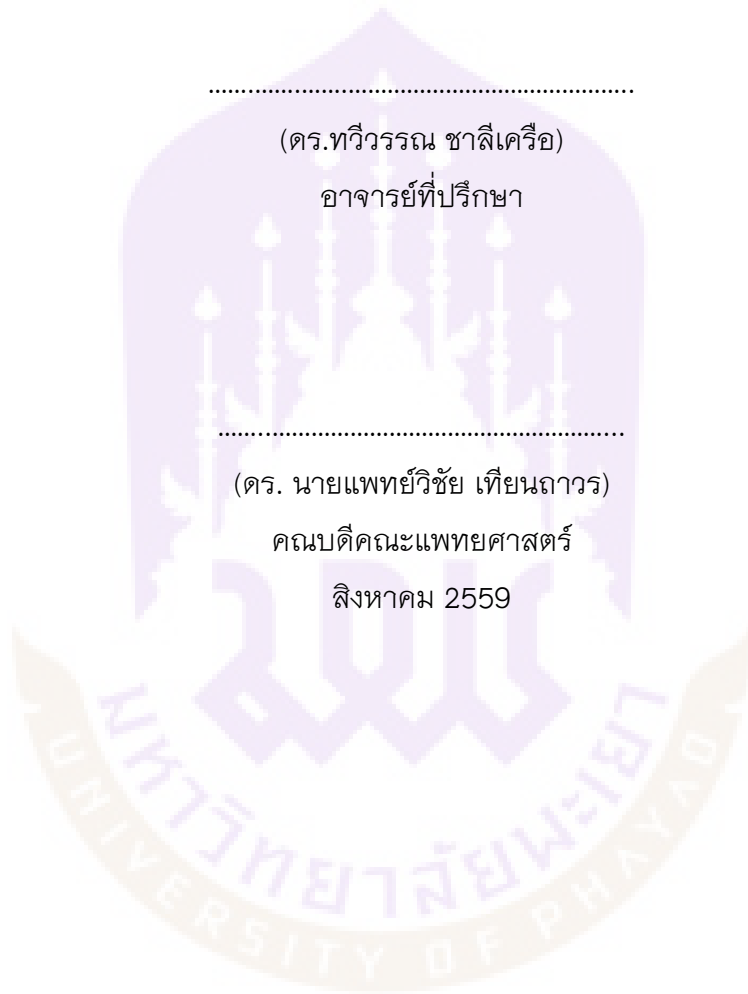 ................................................................
(ดร.ทวีวรรณ ชาลีเครือ)
อาจารย์ที่ปรึกษา
.............................................................
(ดร. นายแพทย์วิชัย เทียนถาวร)
คณบดีคณะแพทยศาสตร์
สิงหาคม 2559
มหาวิทยาลัยพะเยา
UNIVERSITY OF PHAYAO